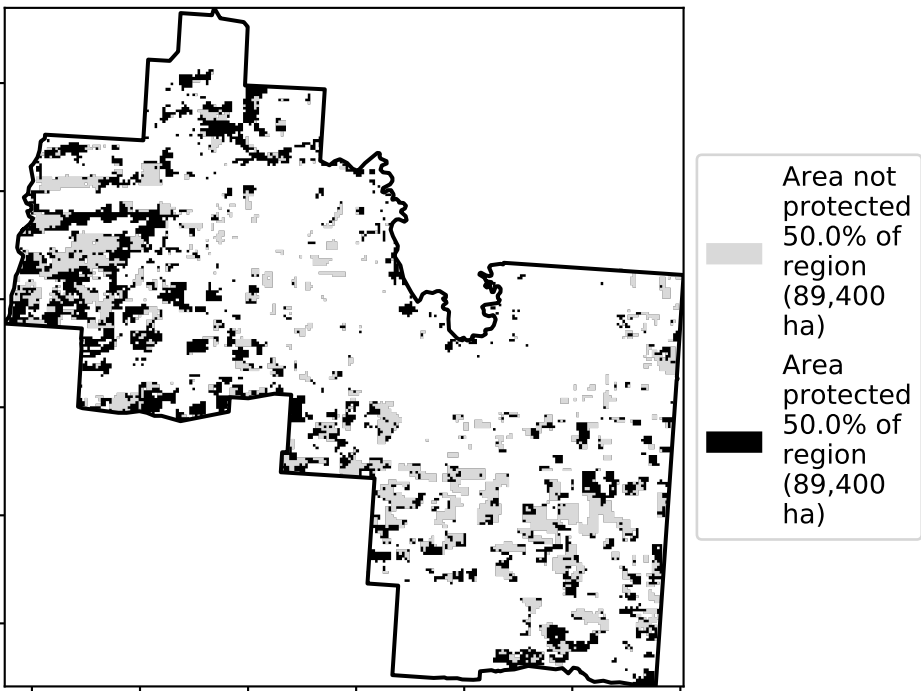 Area not
protected
50.0% of
region
(89,400
ha)
Area
protected
50.0% of
region
(89,400
ha)